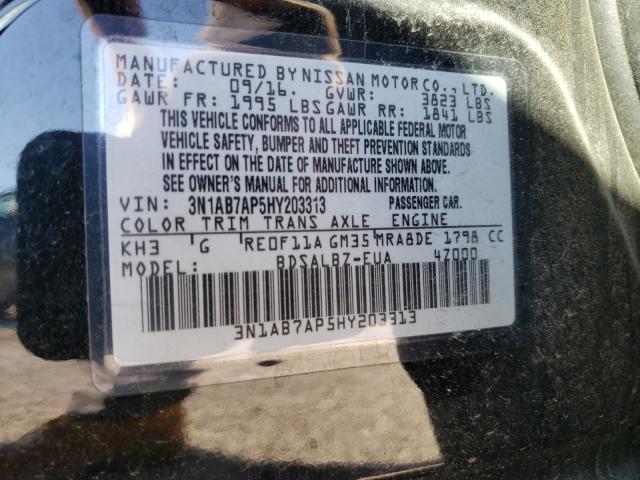 MANUFACTURED BY NISSAN MOTOR CO., LTD.
DATE: 09/16. GVWR: 3823 LBS
GAWR FR: 1995 LBS GAWR RR: 1841 LBS
THIS VEHICLE CONFORMS TO ALL APPLICABLE FEDERAL MOTOR
VEHICLE SAFETY, BUMPER AND THEFT PREVENTION STANDARDS
IN EFFECT ON THE DATE OF MANUFACTURE SHOWN ABOVE.
SEE OWNER'S MANUAL FOR ADDITIONAL INFORMATION.
VIN: 3N1AB7AP5HY203313 PASSENGER CAR.
COLOR TRIM TRANS AXLE ENGINE
KH3 G RE0F11A GM35 MRA8DE 1798 CC
MODEL: BDSALBZ-EUA 4Z000
3N1AB7AP5HY203313